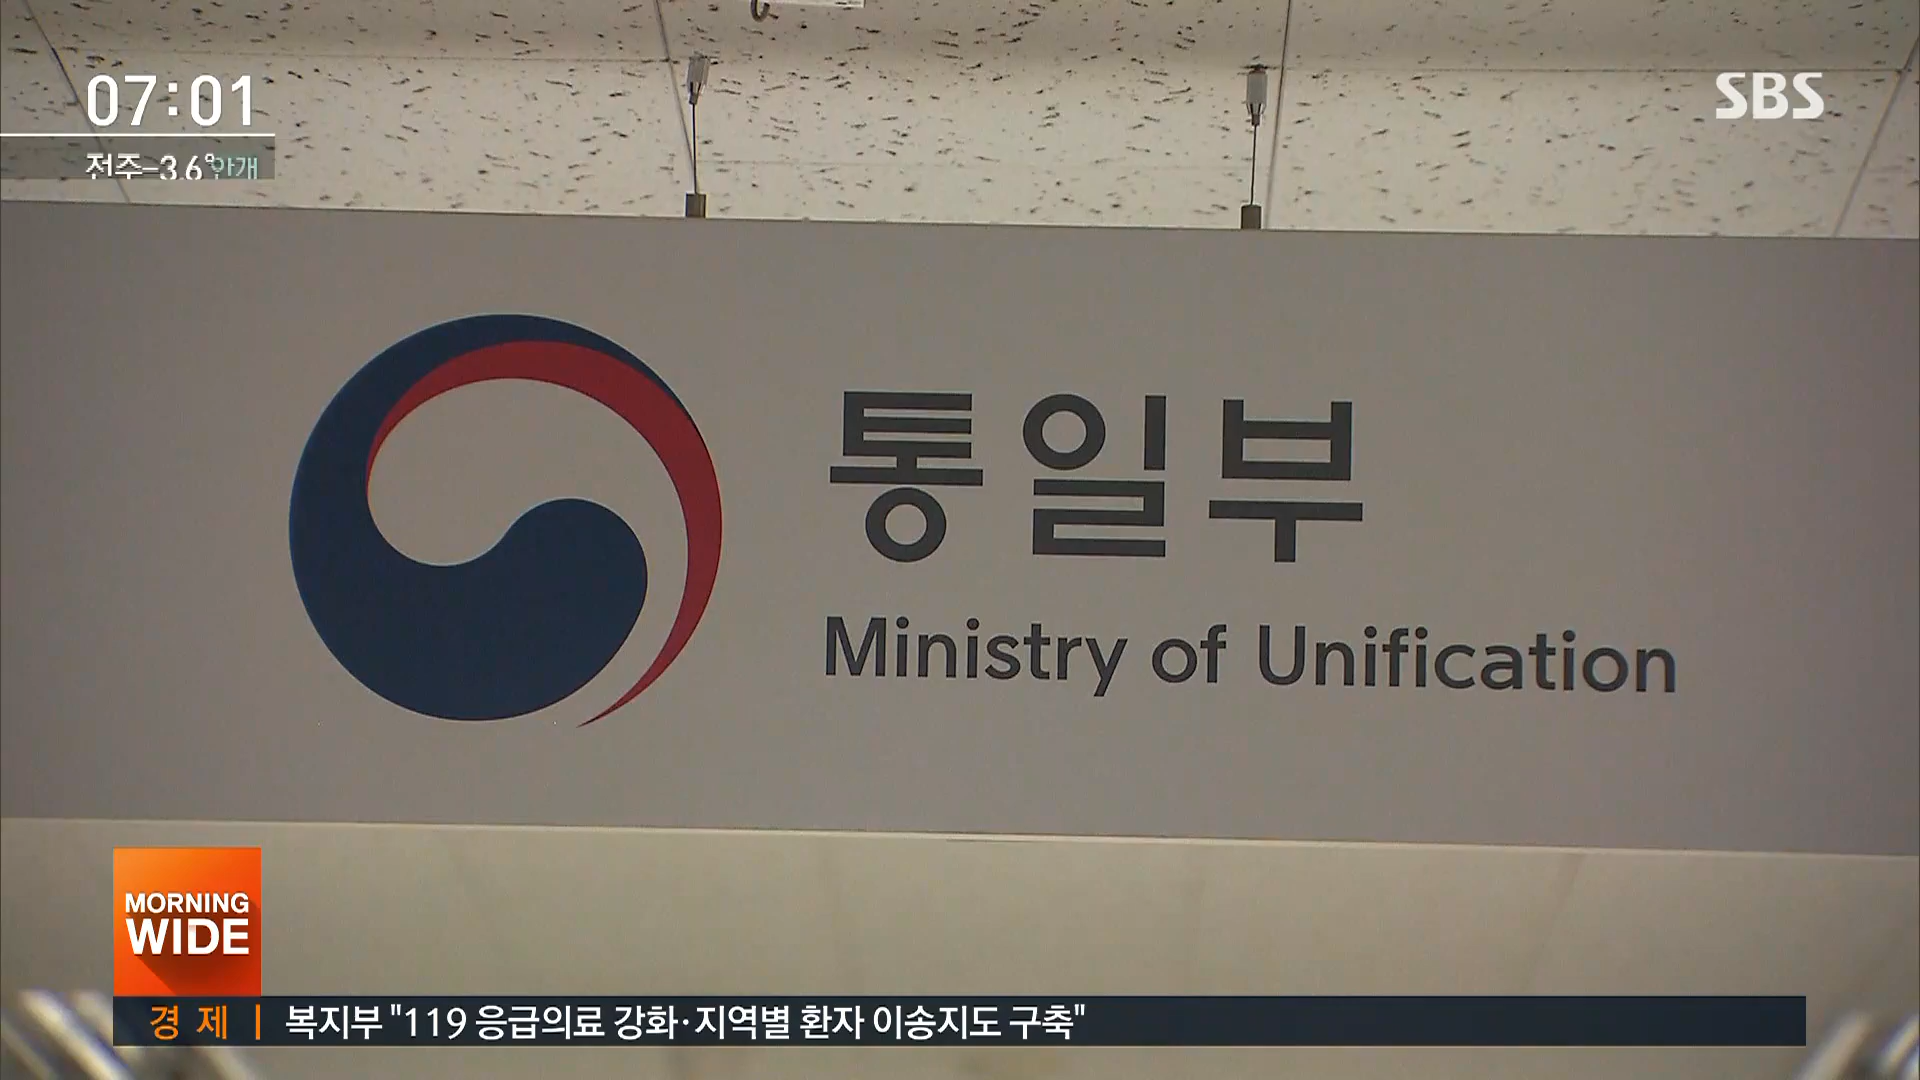 07:01
SBS
전주 -3.6° 안개
통일부
Ministry of Unification
MORNING
WIDE
경제 | 복지부 "119 응급의료 강화·지역별 환자 이송지도 구축"